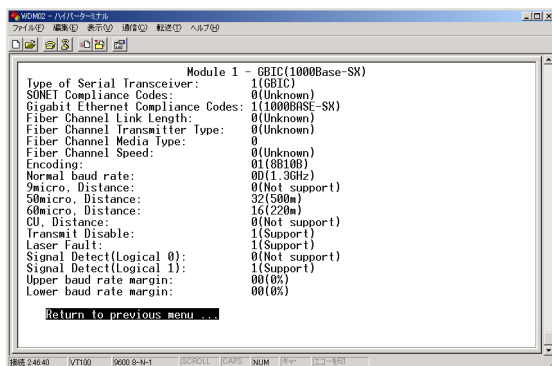 WDM02 - ハイパーターミナル
ファイル(F) 編集(E) 表示(V) 通信(C) 転送(T) ヘルプ(H)
Module 1 - GBIC(1000Base-SX)
Type of Serial Transceiver: 1(GBIC)
SONET Compliance Codes: 0(Unknown)
Gigabit Ethernet Compliance Codes: 1(1000BASE-SX)
Fiber Channel Link Length: 0(Unknown)
Fiber Channel Transmitter Type: 0(Unknown)
Fiber Channel Media Type: 0
Fiber Channel Speed: 0(Unknown)
Encoding: 01(8B10B)
Normal baud rate: 0D(1.3GHz)
9micro, Distance: 0(Not support)
50micro, Distance: 32(500m)
60micro, Distance: 16(220m)
CU, Distance: 0(Not support)
Transmit Disable: 1(Support)
Laser Fault: 1(Support)
Signal Detect(Logical 0): 0(Not support)
Signal Detect(Logical 1): 1(Support)
Upper baud rate margin: 00(0%)
Lower baud rate margin: 00(0%)
Return to previous menu ...
接続 2:46:40 VT100 9600 8-N-1 SCROLL CAPS NUM キャ エコーを印